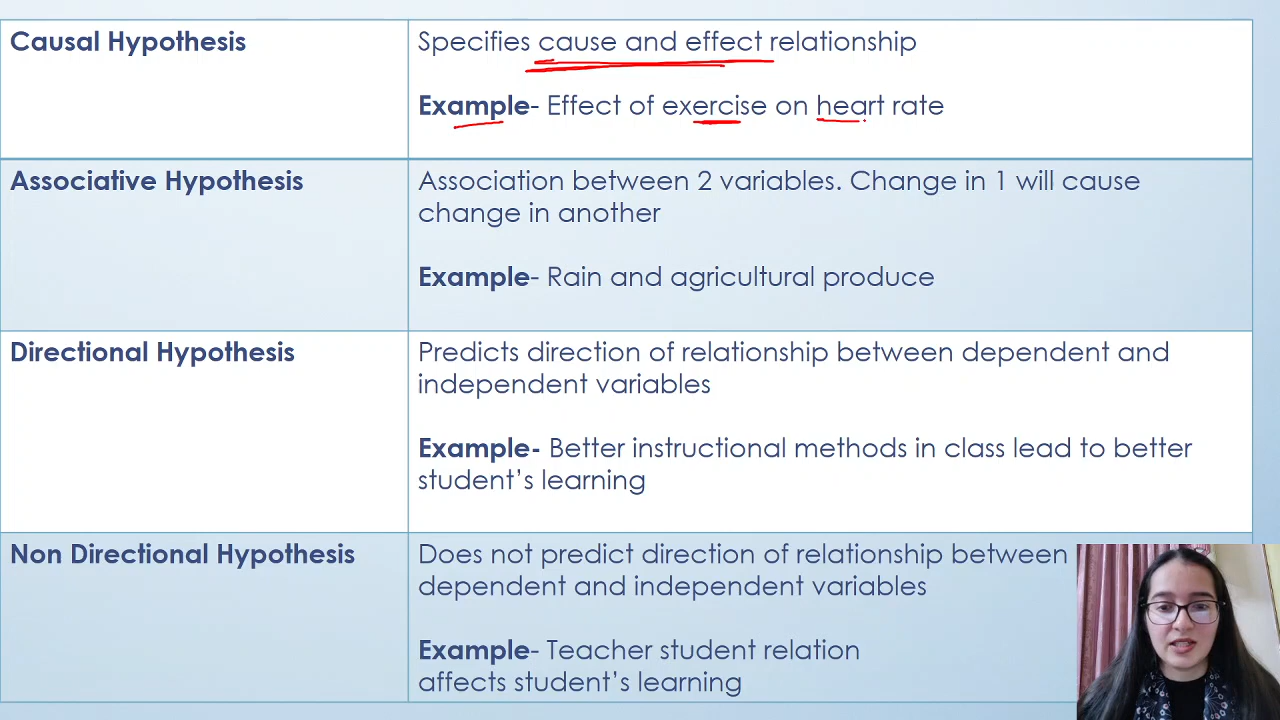 Causal Hypothesis
Specifies cause and effect relationship
Example- Effect of exercise on heart rate
Associative Hypothesis
Association between 2 variables. Change in 1 will cause
change in another
Example- Rain and agricultural produce
Directional Hypothesis
Predicts direction of relationship between dependent and
independent variables
Example- Better instructional methods in class lead to better
student’s learning
Non Directional Hypothesis
Does not predict direction of relationship between
dependent and independent variables
Example- Teacher student relation
affects student’s learning